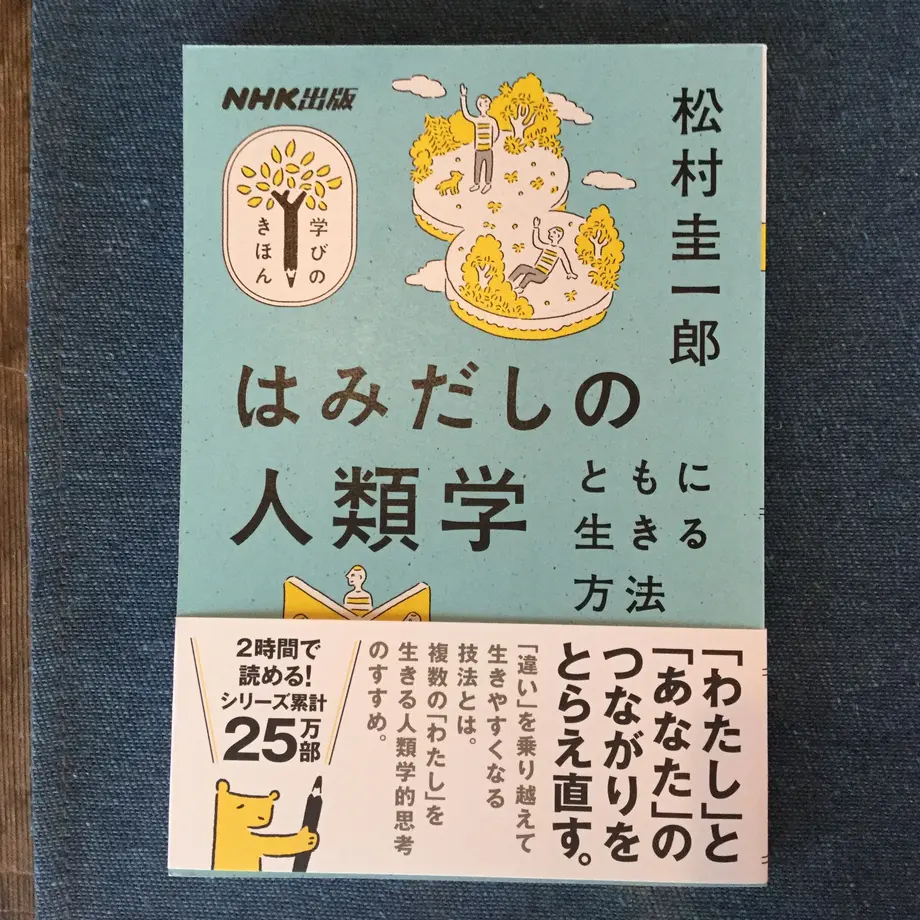 NHK出版
学びの
きほん
松村圭一郎
はみだしの
人類学
ともに
生きる
方法
2時間で
読める!
シリーズ累計
25万部
「わたし」と
「あなた」の
つながりを
とらえ直す。
「違い」を乗り越えて
生きやすくなる
技法とは。
複数の「わたし」を
生きる人類学的思考
のすすめ。